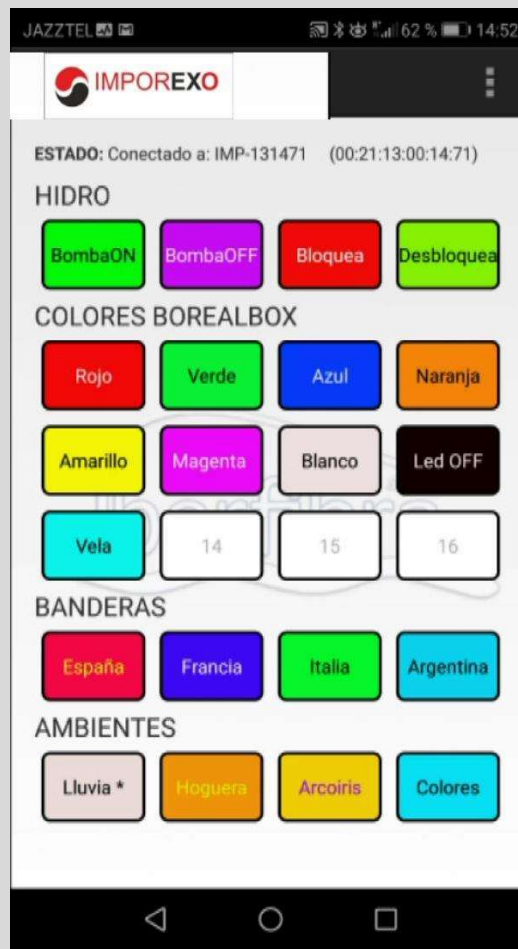 JAZZTEL 62 % 14:52
IMPOREXO
ESTADO: Conectado a: IMP-131471 (00:21:13:00:14:71)
HIDRO
BombaON BombaOFF Bloquea Desbloquea
COLORES BOREALBOX
Rojo Verde Azul Naranja
Amarillo Magenta Blanco Led OFF
Iberfibra
Vela 14 15 16
BANDERAS
España Francia Italia Argentina
AMBIENTES
Lluvia * Hoguera Arcoiris Colores